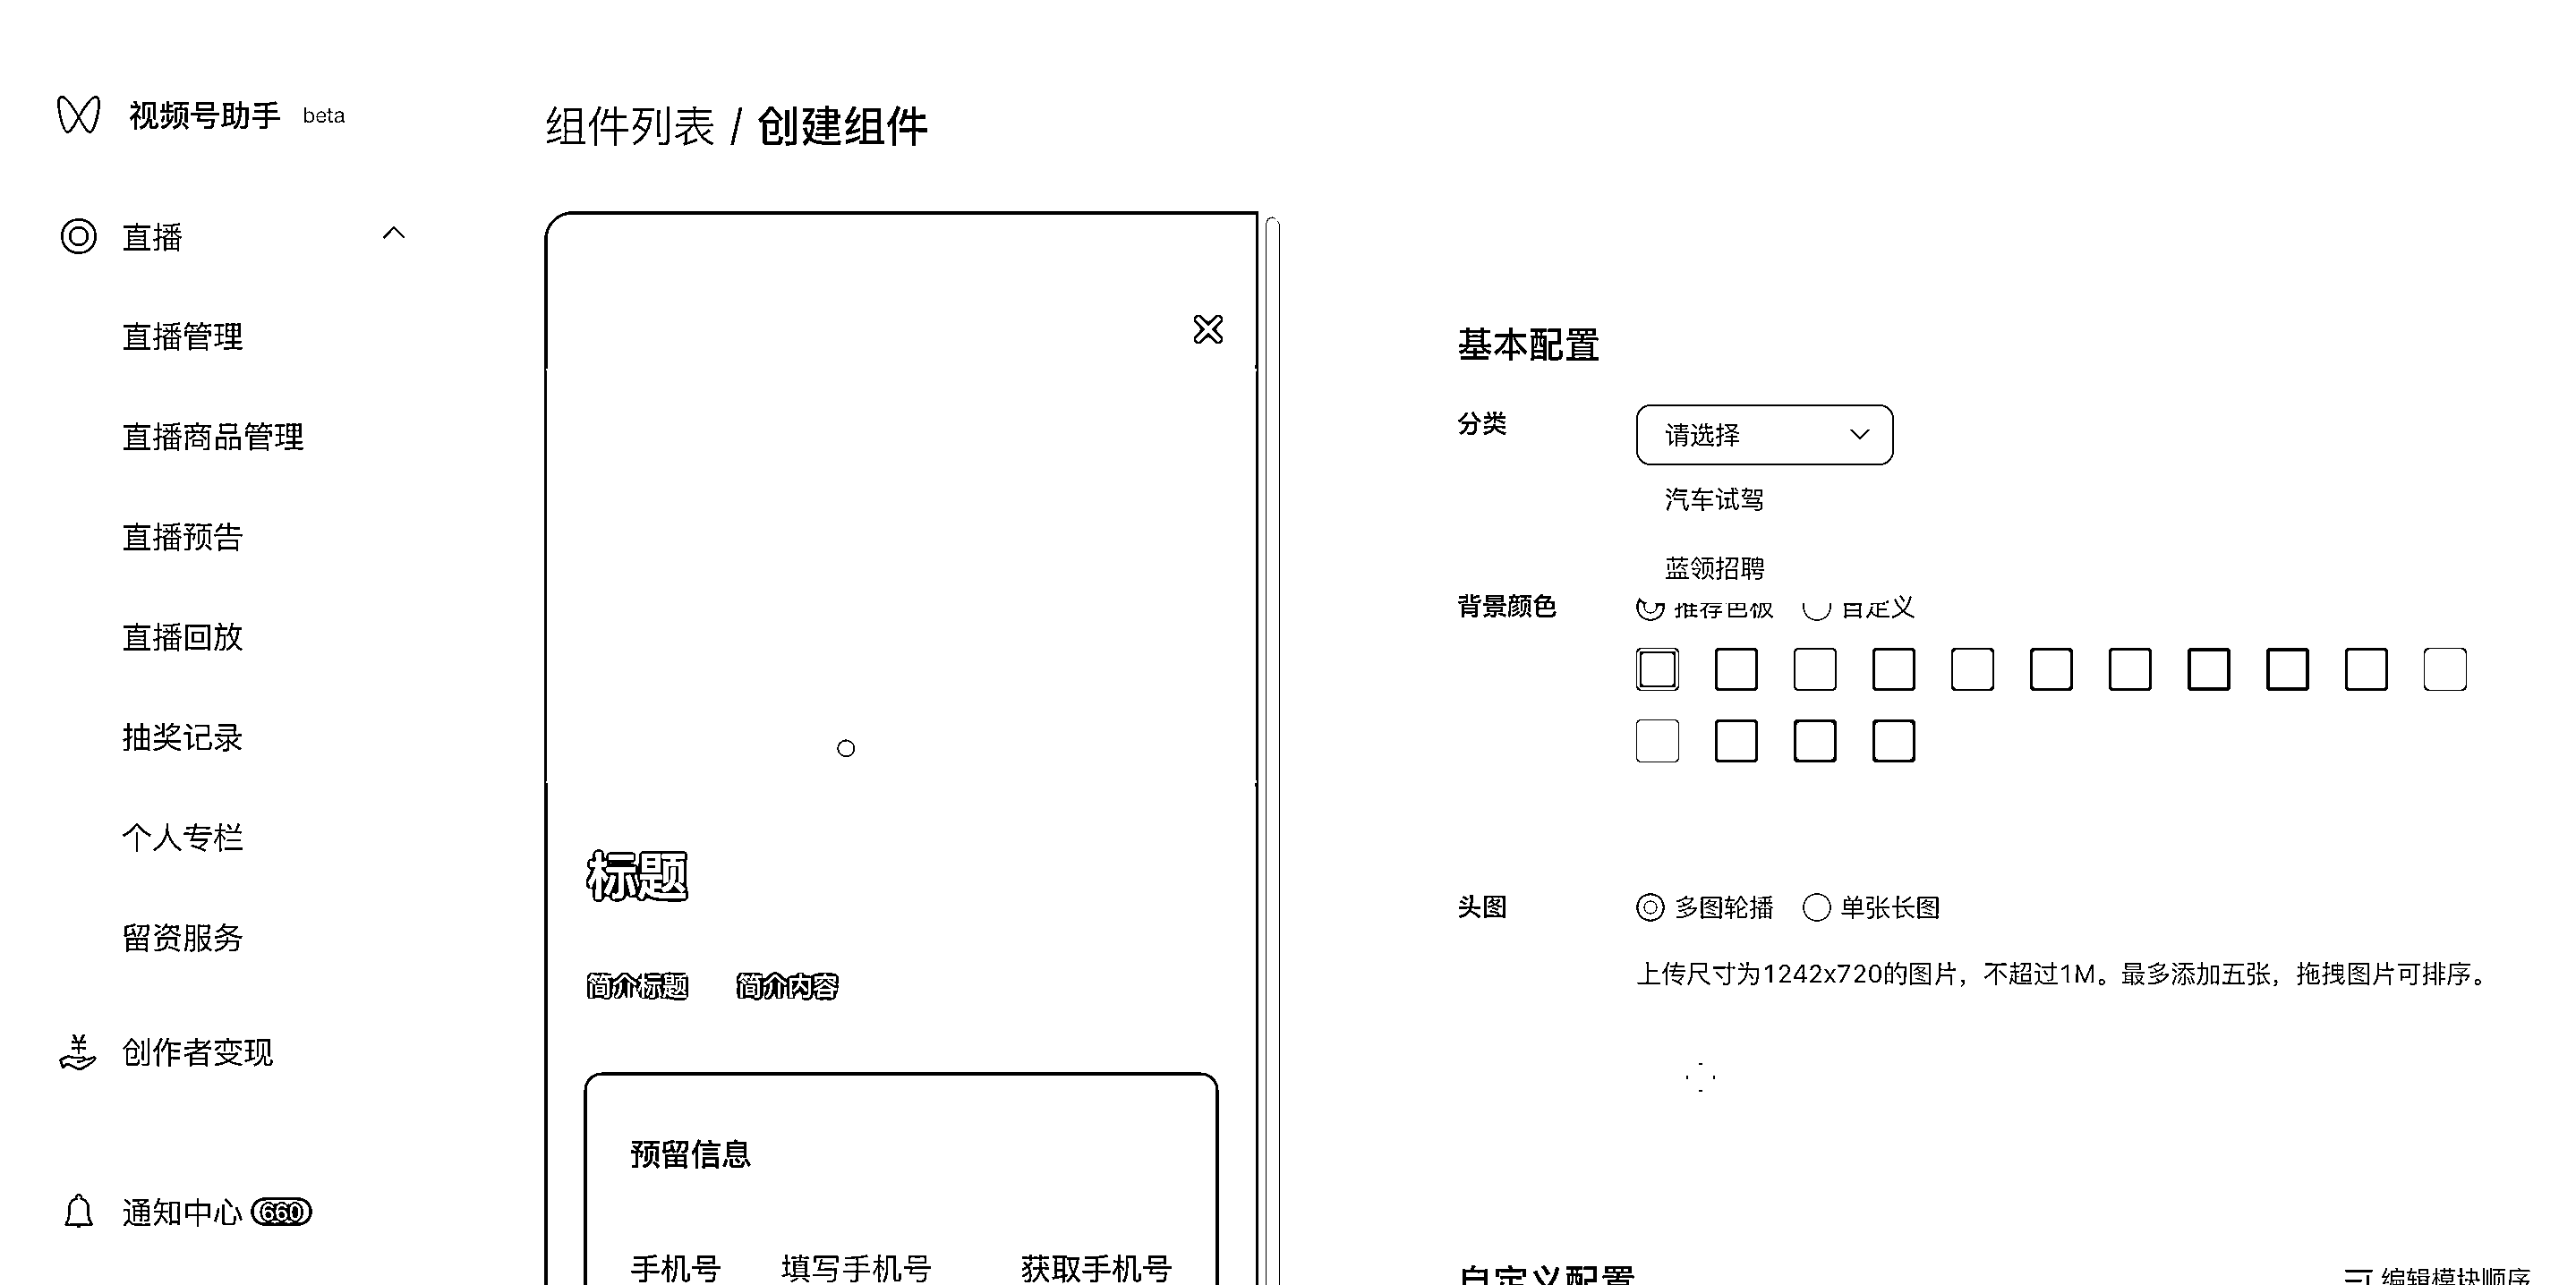 视频号助手 beta
直播
直播管理
直播商品管理
直播预告
直播回放
抽奖记录
个人专栏
留资服务
创作者变现
通知中心 660
组件列表 / 创建组件
标题
简介标题 简介内容
预留信息
手机号 填写手机号 获取手机号
基本配置
分类 请选择
汽车试驾
蓝领招聘
背景颜色 推荐色板 自定义
头图 多图轮播 单张长图
上传尺寸为1242x720的图片，不超过1M。最多添加五张，拖拽图片可排序。
自定义配置 编辑模块顺序